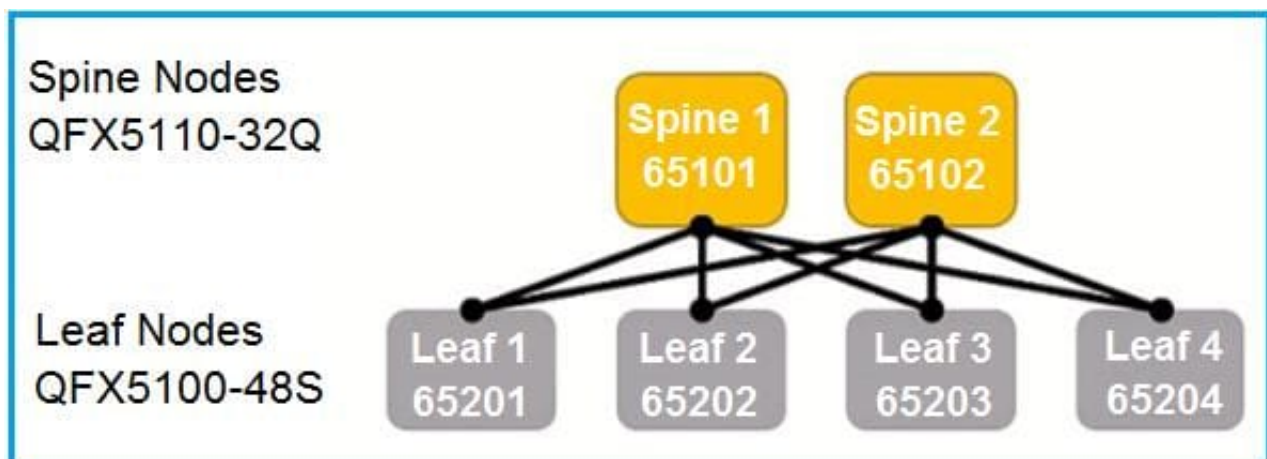 Spine Nodes
QFX5110-32Q
Spine 1
65101
Spine 2
65102
Leaf Nodes
QFX5100-48S
Leaf 1
65201
Leaf 2
65202
Leaf 3
65203
Leaf 4
65204